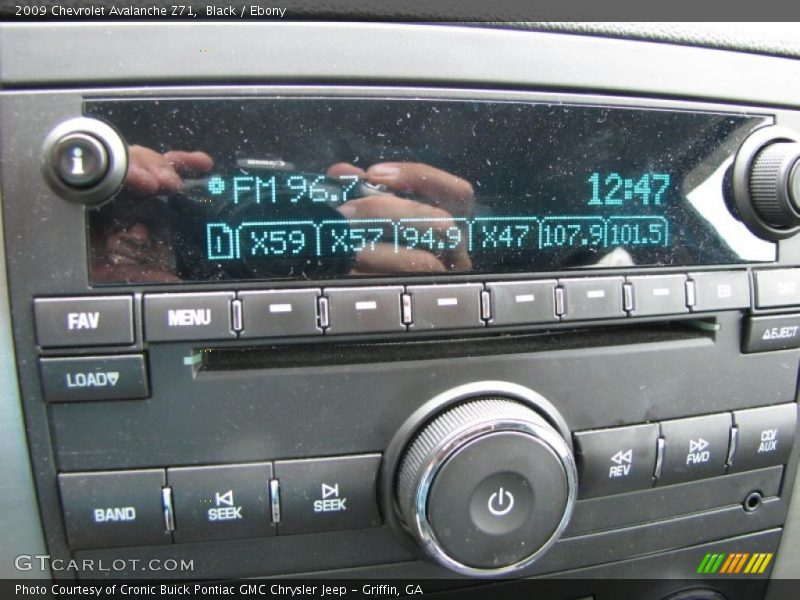 2009 Chevrolet Avalanche Z71, Black / Ebony
i
FM 96.7 12:47
1 X59 X57 94.9 X47 107.9 101.5
FAV MENU
EJECT
LOAD
BAND SEEK SEEK REV FWD CD/AUX
GTCARLOT.COM
Photo Courtesy of Cronic Buick Pontiac GMC Chrysler Jeep – Griffin, GA